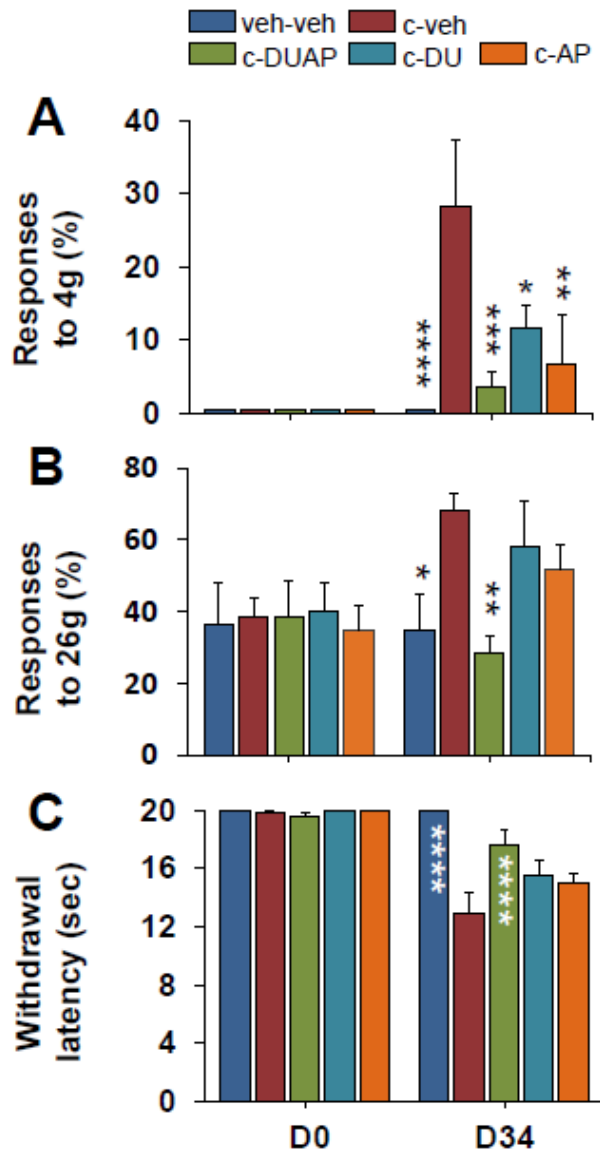 veh-veh c-veh
c-DUAP c-DU c-AP
A
Responses
to 4g (%)
40
30
20
10
0
****
***
*
**
B
Responses
to 26g (%)
80
60
40
20
0
*
**
C
Withdrawal
latency (sec)
20
16
12
8
4
0
****
****
D0 D34